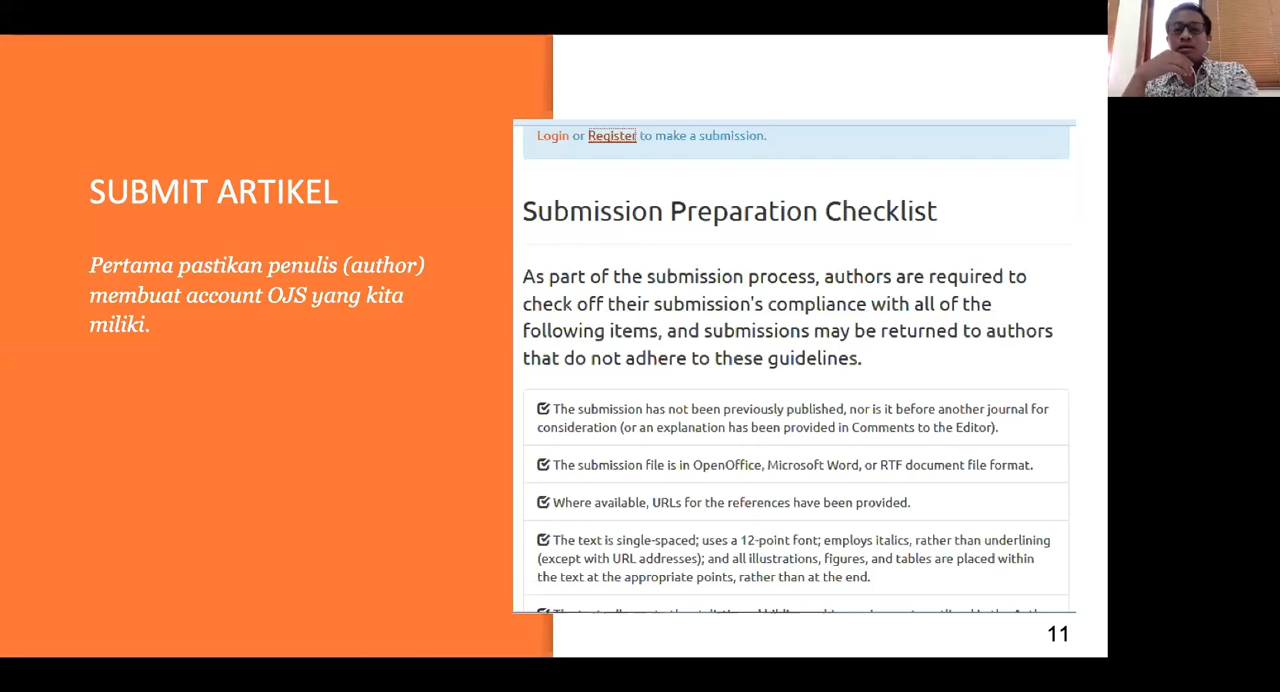 SUBMIT ARTIKEL
Pertama pastikan penulis (author)
membuat account OJS yang kita
miliki.
Login or Register to make a submission.
Submission Preparation Checklist
As part of the submission process, authors are required to
check off their submission's compliance with all of the
following items, and submissions may be returned to authors
that do not adhere to these guidelines.
The submission has not been previously published, nor is it before another journal for
consideration (or an explanation has been provided in Comments to the Editor).
The submission file is in OpenOffice, Microsoft Word, or RTF document file format.
Where available, URLs for the references have been provided.
The text is single-spaced; uses a 12-point font; employs italics, rather than underlining
(except with URL addresses); and all illustrations, figures, and tables are placed within
the text at the appropriate points, rather than at the end.
11